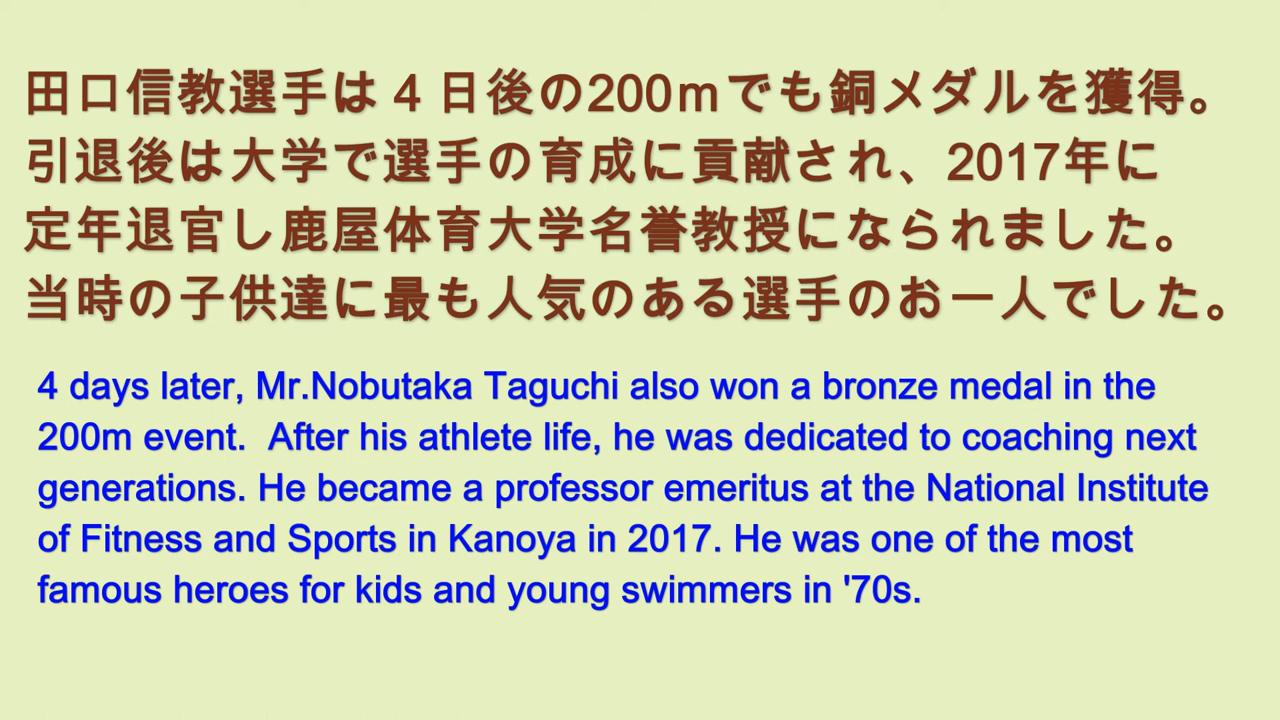 田口信教選手は４日後の200ｍでも銅メダルを獲得。
引退後は大学で選手の育成に貢献され、2017年に
定年退官し鹿屋体育大学名誉教授になられました。
当時の子供達に最も人気のある選手のお一人でした。
4 days later, Mr.Nobutaka Taguchi also won a bronze medal in the
200m event.  After his athlete life, he was dedicated to coaching next
generations. He became a professor emeritus at the National Institute
of Fitness and Sports in Kanoya in 2017. He was one of the most
famous heroes for kids and young swimmers in '70s.